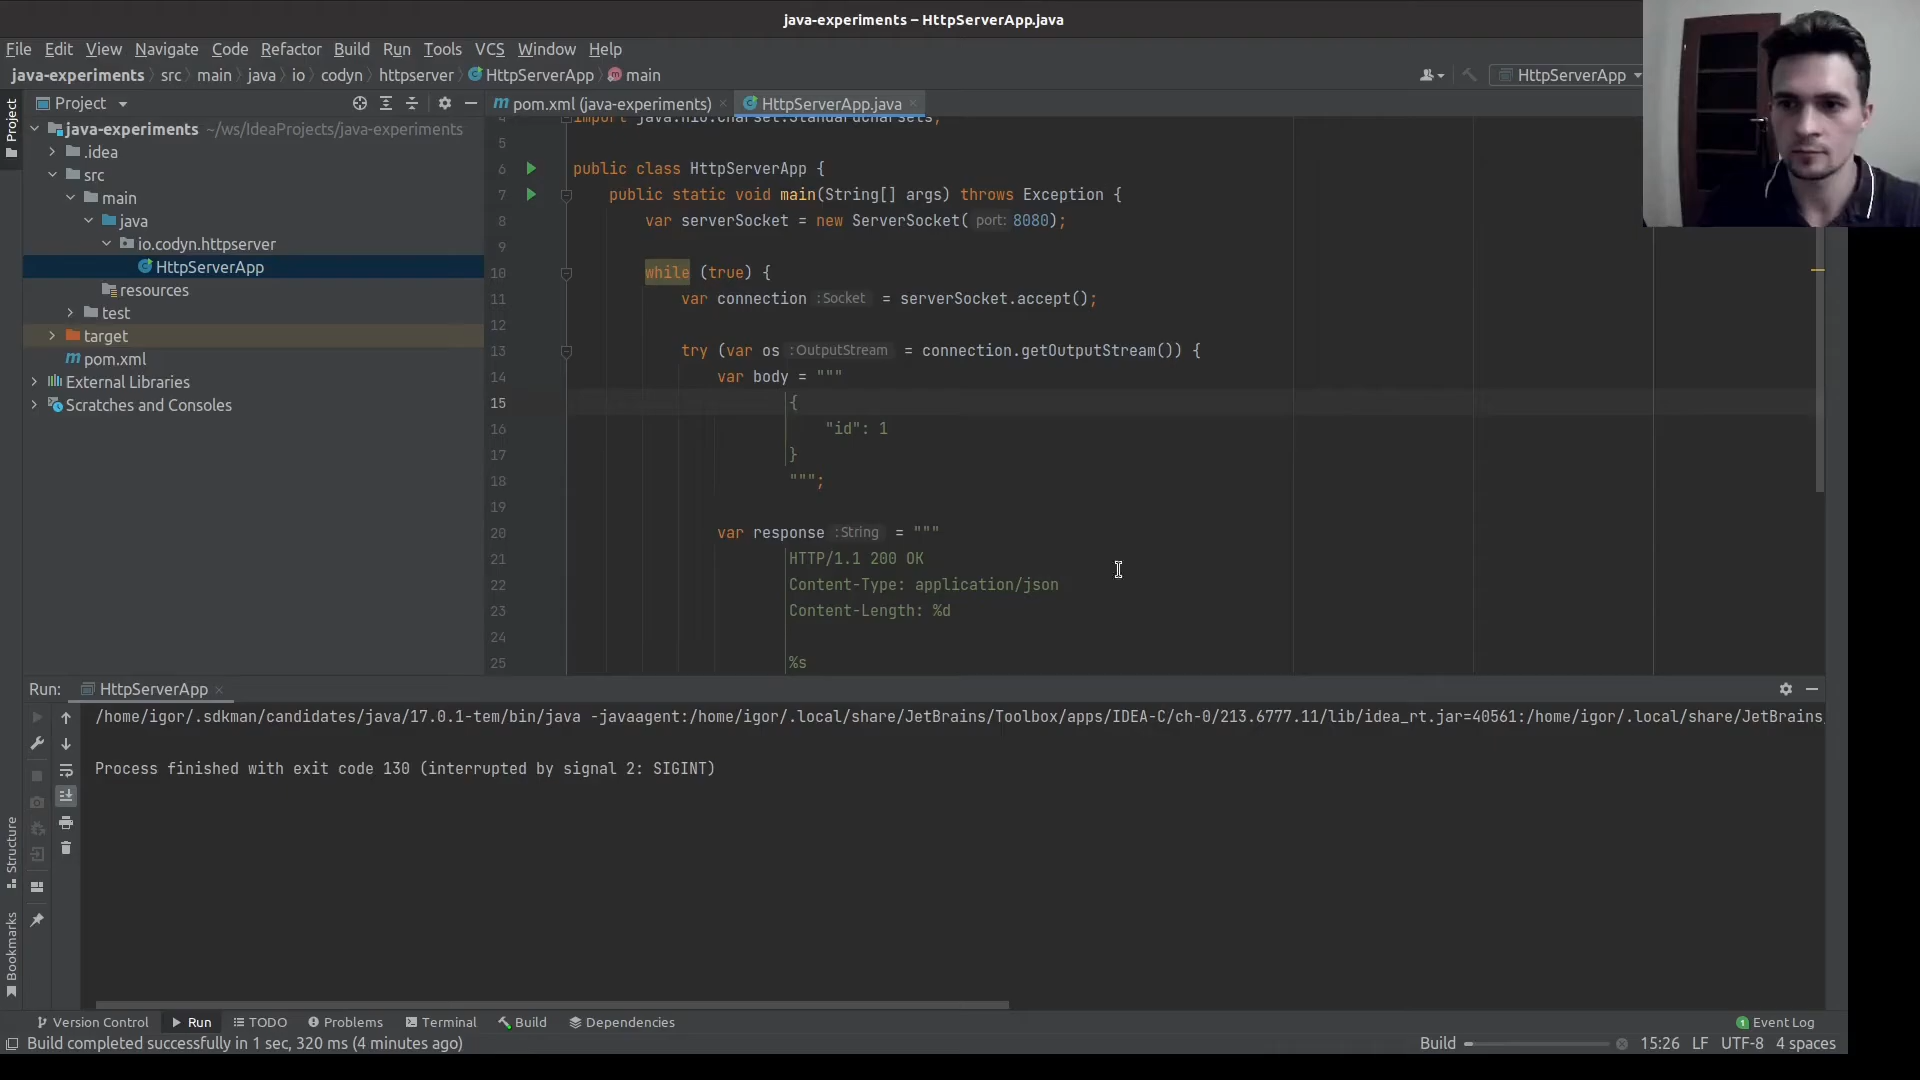 java-experiments – HttpServerApp.java
File Edit View Navigate Code Refactor Build Run Tools VCS Window Help
java-experiments src main java io codyn httpserver HttpServerApp main
HttpServerApp
Project
pom.xml (java-experiments)
HttpServerApp.java
Project
java-experiments ~/ws/IdeaProjects/java-experiments
.idea
src
main
java
io.codyn.httpserver
HttpServerApp
resources
test
target
pom.xml
External Libraries
Scratches and Consoles
4 import java.nio.charset.StandardCharsets;
5
6 public class HttpServerApp {
7 public static void main(String[] args) throws Exception {
8 var serverSocket = new ServerSocket( port: 8080);
9
10 while (true) {
11 var connection : Socket = serverSocket.accept();
12
13 try (var os : OutputStream = connection.getOutputStream()) {
14 var body = """
15 {
16 "id": 1
17 }
18 """;
19
20 var response : String = """
21 HTTP/1.1 200 OK
22 Content-Type: application/json
23 Content-Length: %d
24
25 %s
Run: HttpServerApp
/home/igor/.sdkman/candidates/java/17.0.1-tem/bin/java -javaagent:/home/igor/.local/share/JetBrains/Toolbox/apps/IDEA-C/ch-0/213.6777.11/lib/idea_rt.jar=40561:/home/igor/.local/share/JetBrains
Process finished with exit code 130 (interrupted by signal 2: SIGINT)
Structure
Bookmarks
Version Control Run TODO Problems Terminal Build Dependencies
1 Event Log
Build completed successfully in 1 sec, 320 ms (4 minutes ago)
Build 15:26 LF UTF-8 4 spaces